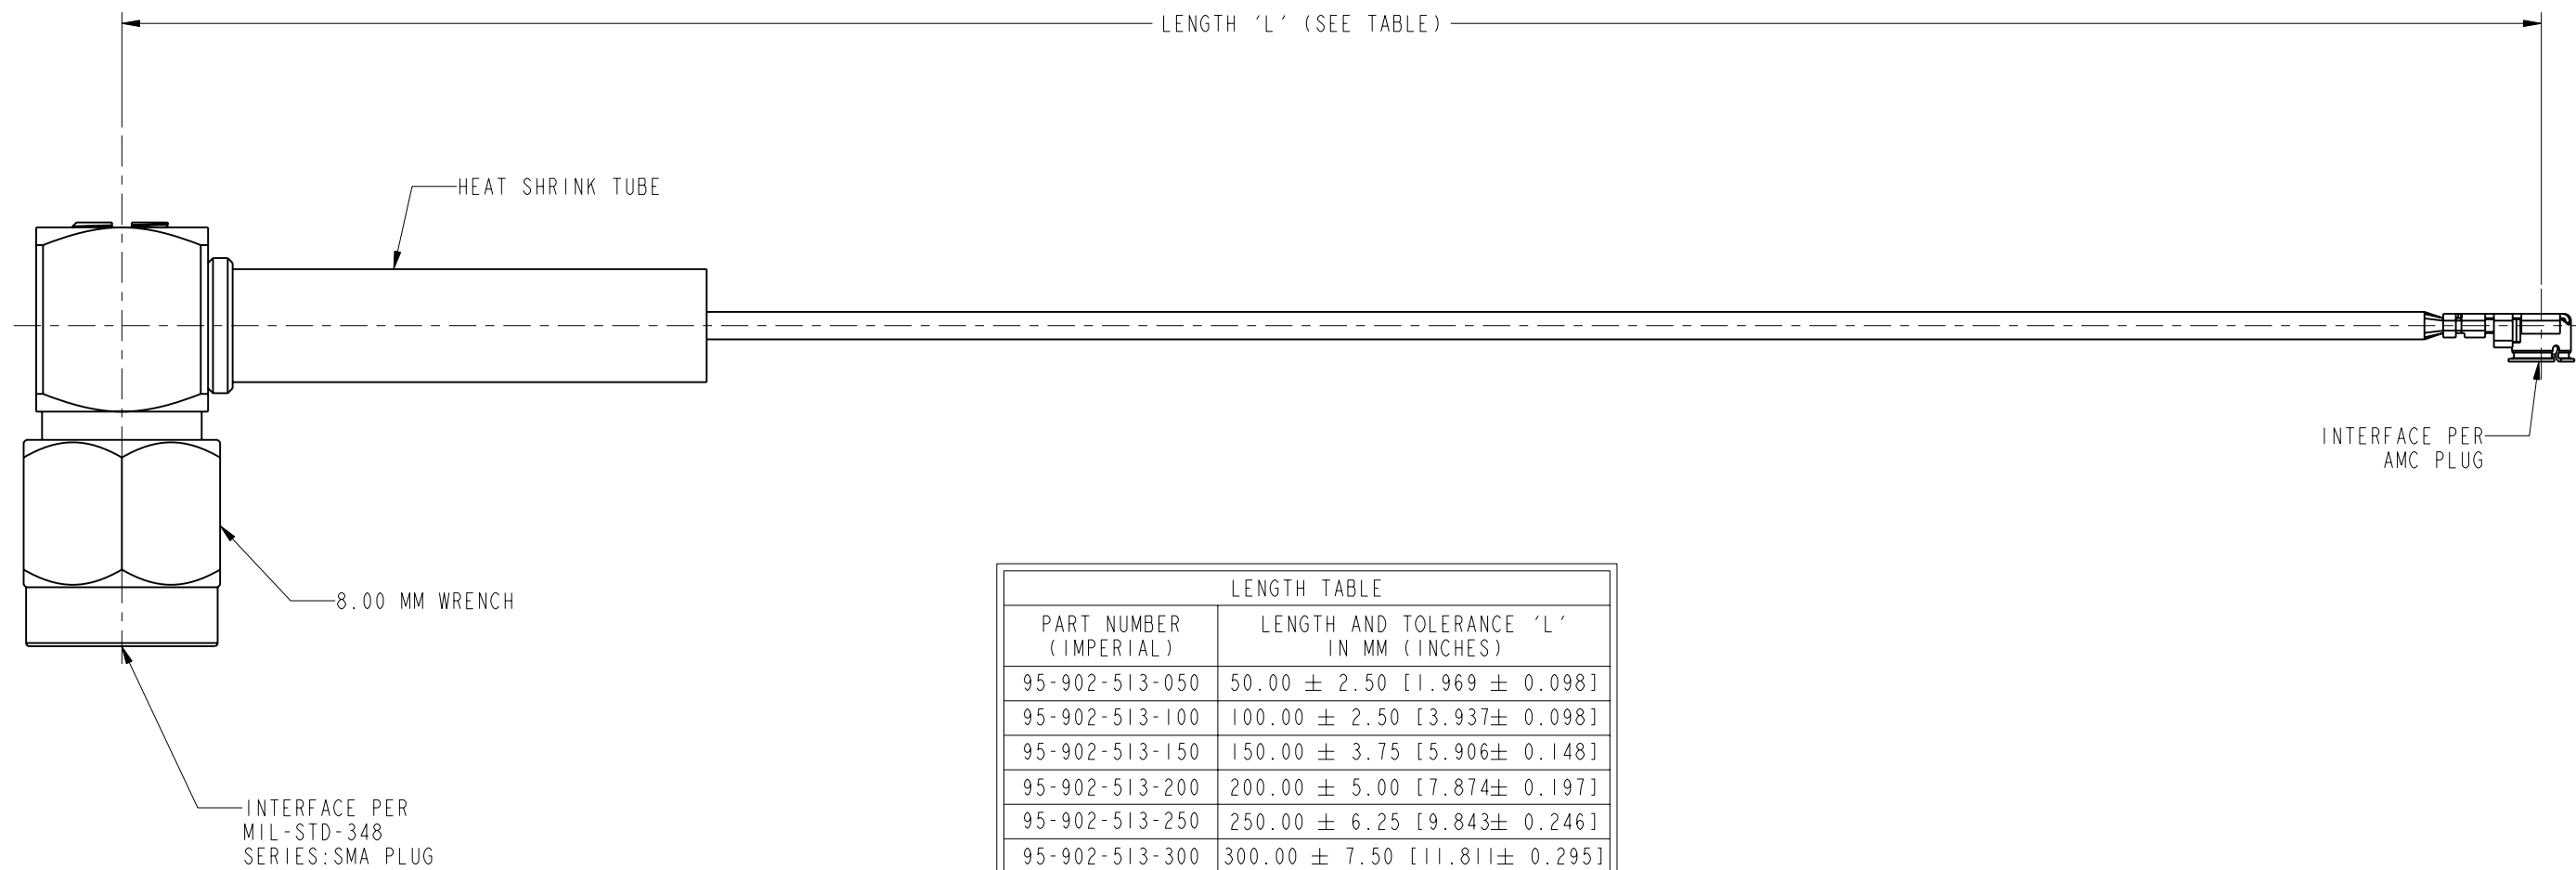 LENGTH 'L' (SEE TABLE)
HEAT SHRINK TUBE
INTERFACE PER
AMC PLUG
8.00 MM WRENCH
INTERFACE PER
MIL-STD-348
SERIES:SMA PLUG
LENGTH TABLE
PART NUMBER
(IMPERIAL)
LENGTH AND TOLERANCE 'L'
IN MM (INCHES)
95-902-513-050 50.00 ± 2.50 [1.969 ± 0.098]
95-902-513-100 100.00 ± 2.50 [3.937± 0.098]
95-902-513-150 150.00 ± 3.75 [5.906± 0.148]
95-902-513-200 200.00 ± 5.00 [7.874± 0.197]
95-902-513-250 250.00 ± 6.25 [9.843± 0.246]
95-902-513-300 300.00 ± 7.50 [11.811± 0.295]